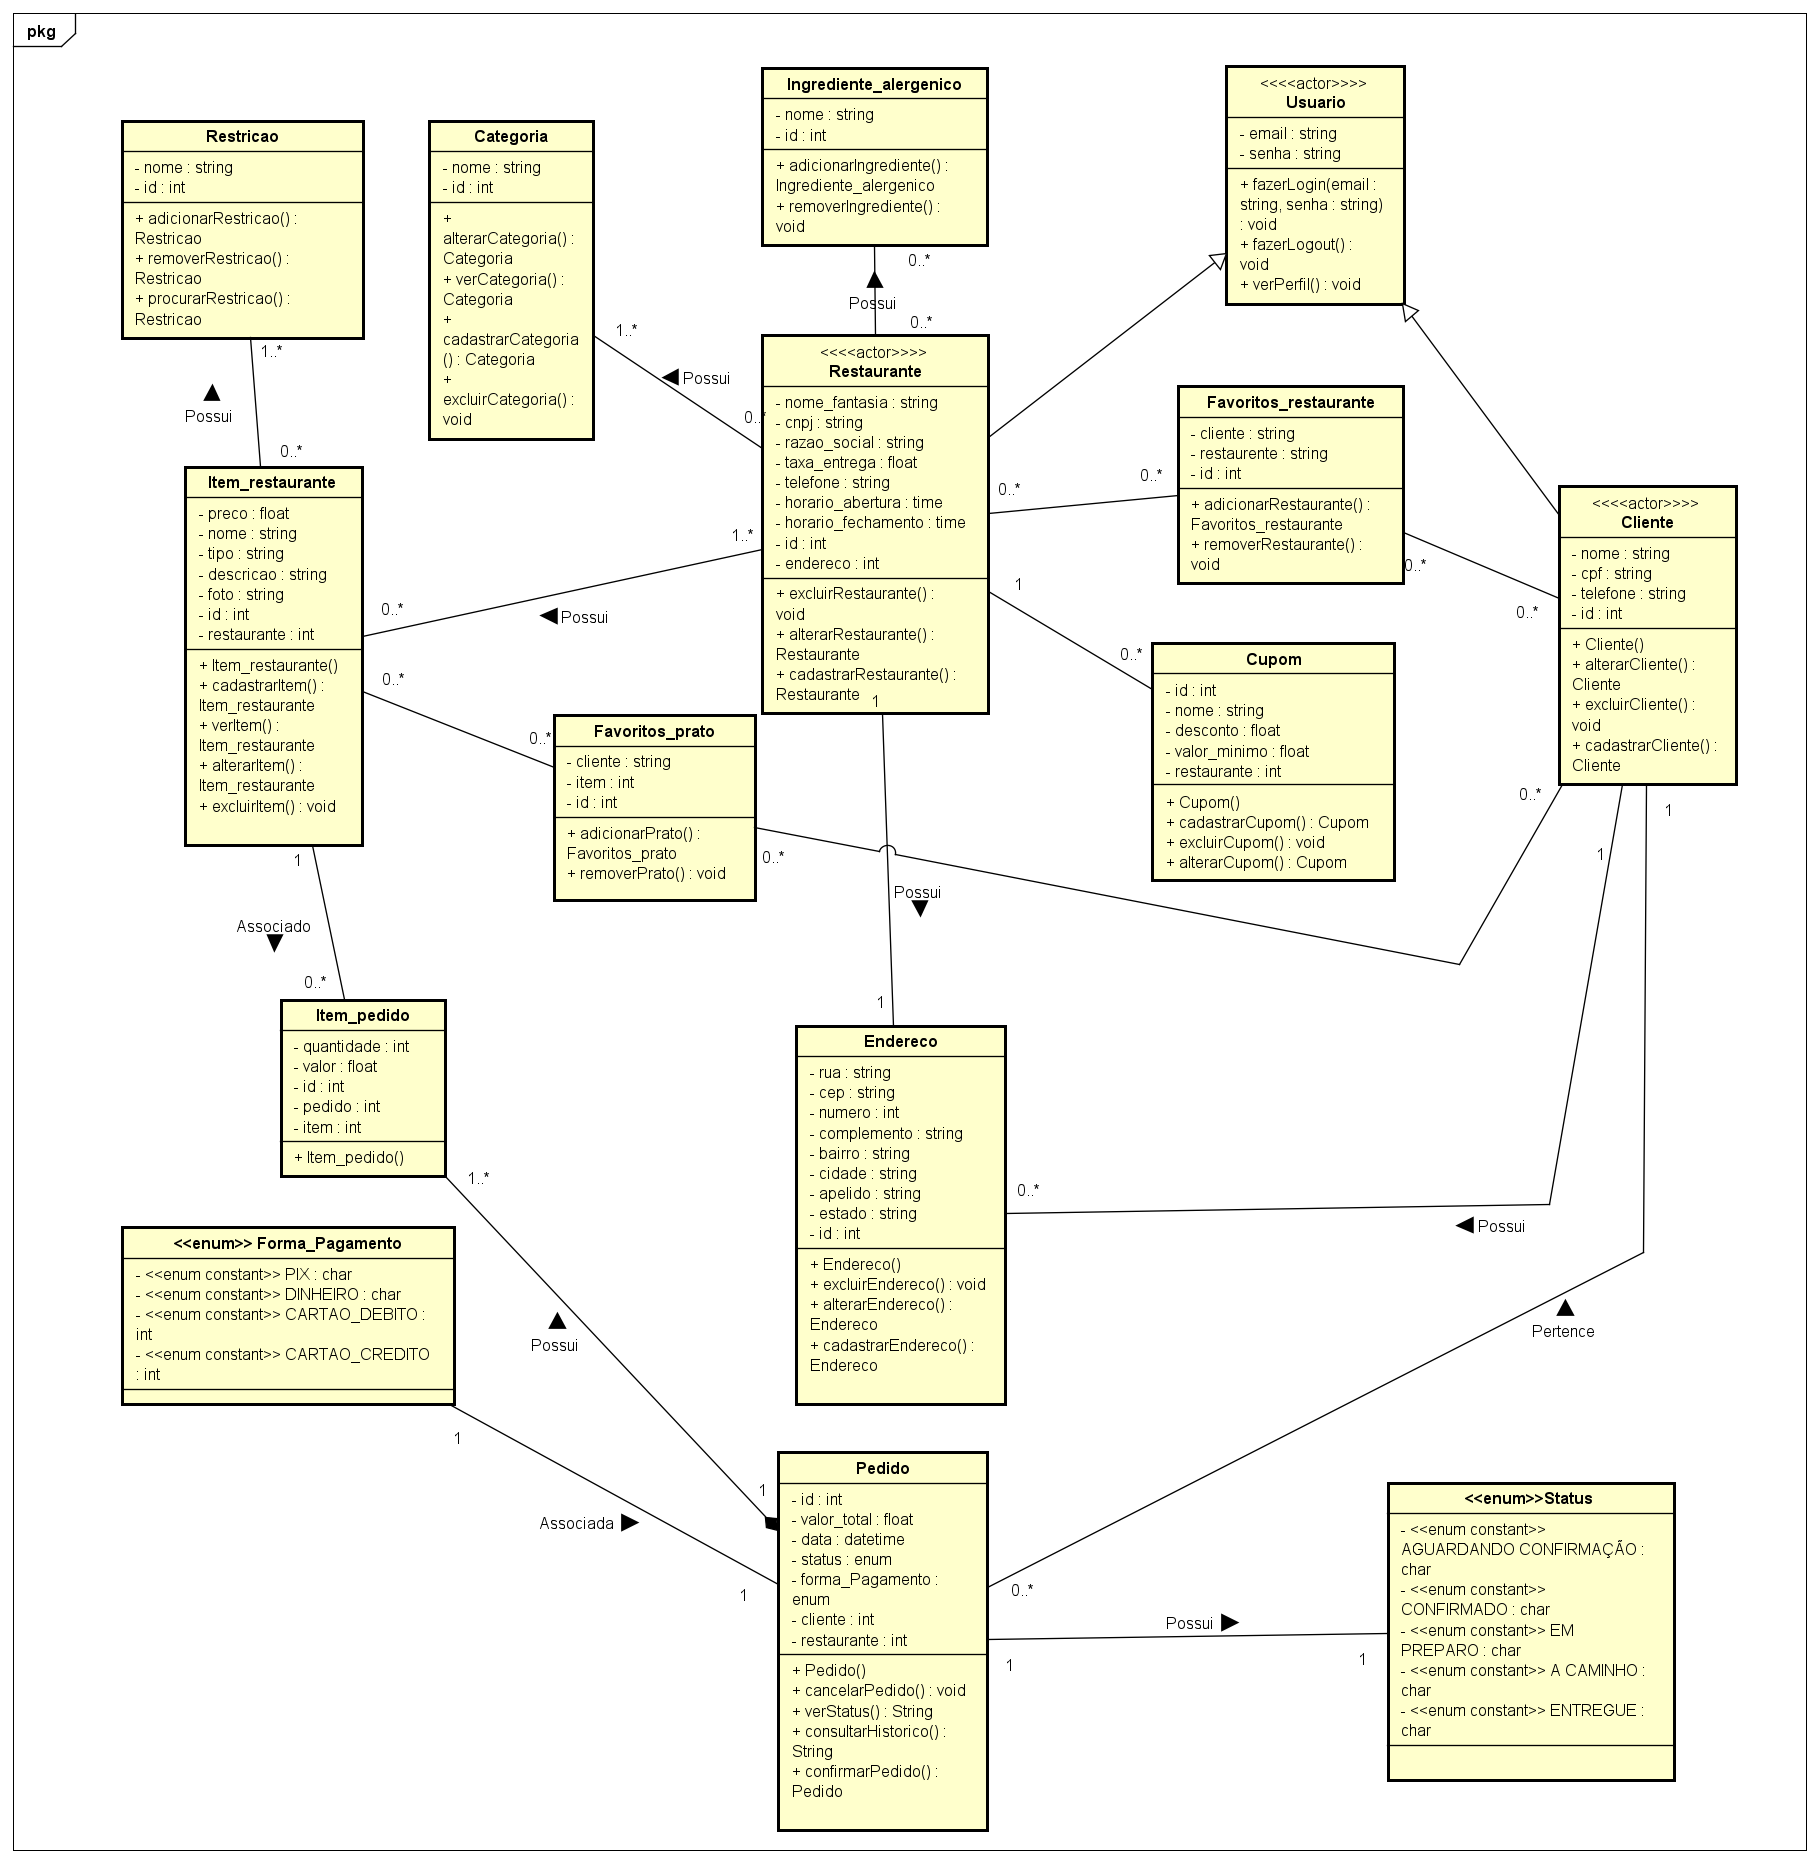 pkg
Restricao
- nome : string
- id : int
+ adicionarRestricao() :
Restricao
+ removerRestricao() :
Restricao
+ procurarRestricao() :
Restricao
1..*
Possui
0..*
Categoria
- nome : string
- id : int
+
alterarCategoria() :
Categoria
+ verCategoria() :
Categoria
+
cadastrarCategoria
() : Categoria
+
excluirCategoria() :
void
1..*
Possui
0..*
Ingrediente_alergenico
- nome : string
- id : int
+ adicionarIngrediente() :
Ingrediente_alergenico
+ removerIngrediente() :
void
0..*
Possui
0..*
<<<<actor>>>>
Usuario
- email : string
- senha : string
+ fazerLogin(email :
string, senha : string)
: void
+ fazerLogout() :
void
+ verPerfil() : void
<<<<actor>>>>
Restaurante
- nome_fantasia : string
- cnpj : string
- razao_social : string
- taxa_entrega : float
- telefone : string
- horario_abertura : time
- horario_fechamento : time
- id : int
- endereco : int
+ excluirRestaurante() :
void
+ alterarRestaurante() :
Restaurante
+ cadastrarRestaurante() :
Restaurante
1
0..*
0..*
Favoritos_restaurante
- cliente : string
- restaurente : string
- id : int
+ adicionarRestaurante() :
Favoritos_restaurante
+ removerRestaurante() :
void
0..*
0..*
<<<<actor>>>>
Cliente
- nome : string
- cpf : string
- telefone : string
- id : int
+ Cliente()
+ alterarCliente() :
Cliente
+ excluirCliente() :
void
+ cadastrarCliente() :
Cliente
Item_restaurante
- preco : float
- nome : string
- tipo : string
- descricao : string
- foto : string
- id : int
- restaurante : int
+ Item_restaurante()
+ cadastrarItem() :
Item_restaurante
+ verItem() :
Item_restaurante
+ alterarItem() :
Item_restaurante
+ excluirItem() : void
1..*
0..*
Possui
0..*
0..*
1
0..*
Cupom
- id : int
- nome : string
- desconto : float
- valor_minimo : float
- restaurante : int
+ Cupom()
+ cadastrarCupom() : Cupom
+ excluirCupom() : void
+ alterarCupom() : Cupom
Favoritos_prato
- cliente : string
- item : int
- id : int
+ adicionarPrato() :
Favoritos_prato
+ removerPrato() : void
0..*
0..*
1
1
1
Associado
0..*
Possui
1
Item_pedido
- quantidade : int
- valor : float
- id : int
- pedido : int
- item : int
+ Item_pedido()
1..*
Endereco
- rua : string
- cep : string
- numero : int
- complemento : string
- bairro : string
- cidade : string
- apelido : string
- estado : string
- id : int
+ Endereco()
+ excluirEndereco() : void
+ alterarEndereco() :
Endereco
+ cadastrarEndereco() :
Endereco
0..*
Possui
<<enum>> Forma_Pagamento
- <<enum constant>> PIX : char
- <<enum constant>> DINHEIRO : char
- <<enum constant>> CARTAO_DEBITO :
int
- <<enum constant>> CARTAO_CREDITO
: int
Possui
Pertence
1
1
Associada
1
Pedido
- id : int
- valor_total : float
- data : datetime
- status : enum
- forma_Pagamento :
enum
- cliente : int
- restaurante : int
+ Pedido()
+ cancelarPedido() : void
+ verStatus() : String
+ consultarHistorico() :
String
+ confirmarPedido() :
Pedido
0..*
Possui
1
1
<<enum>>Status
- <<enum constant>>
AGUARDANDO CONFIRMAÇÃO :
char
- <<enum constant>>
CONFIRMADO : char
- <<enum constant>> EM
PREPARO : char
- <<enum constant>> A CAMINHO :
char
- <<enum constant>> ENTREGUE :
char